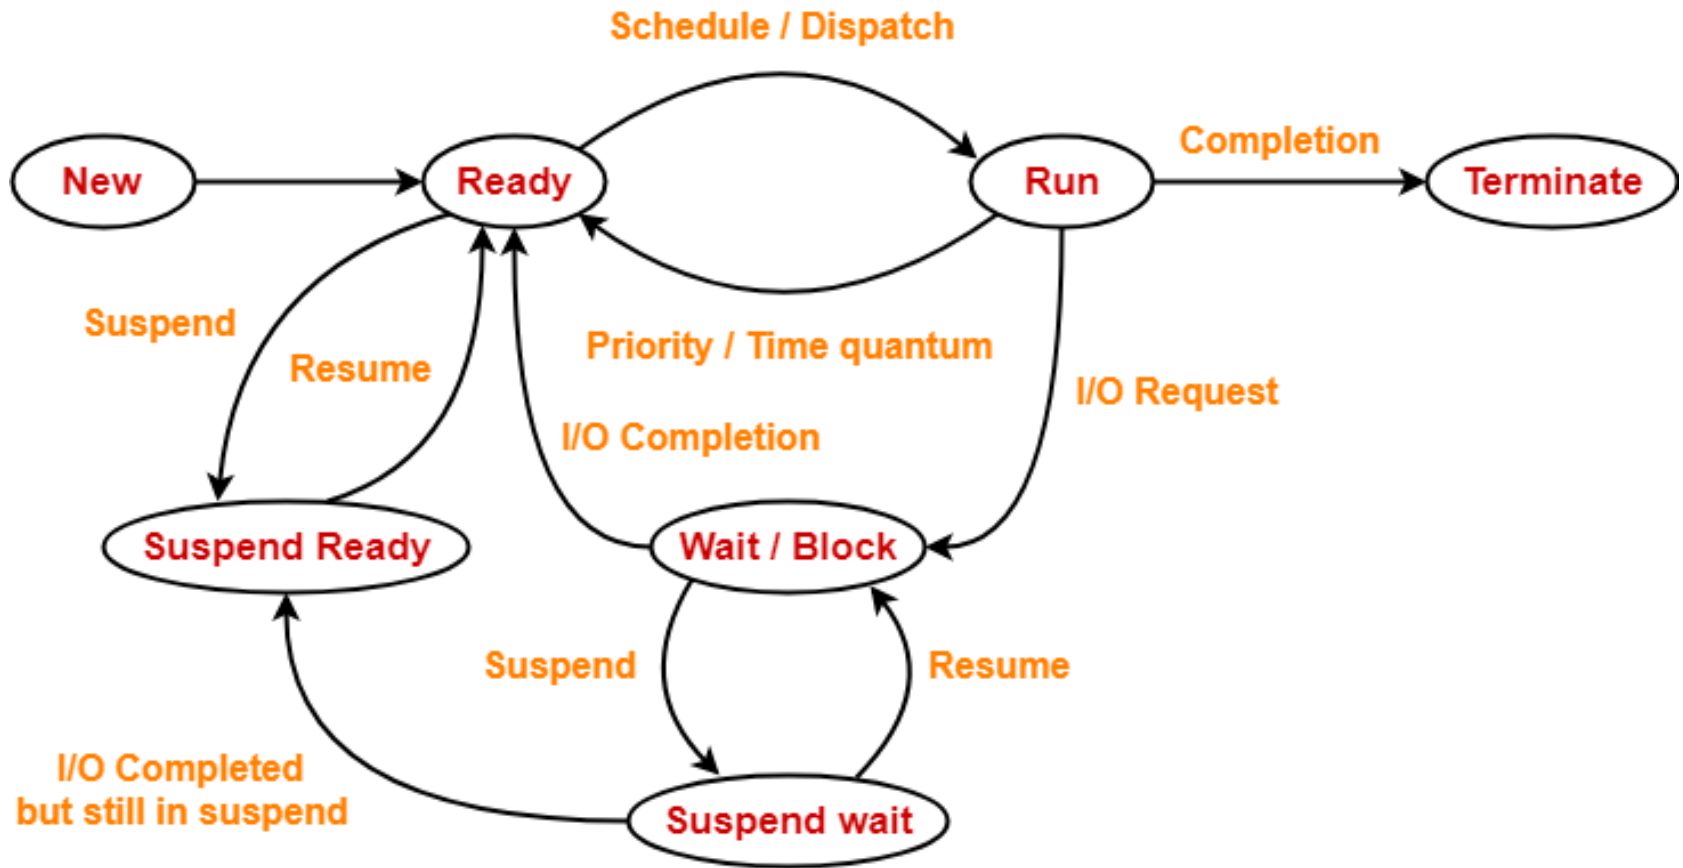 Schedule / Dispatch
Completion
New
Ready
Run
Terminate
Suspend
Resume
Priority / Time quantum
I/O Request
I/O Completion
Suspend Ready
Wait / Block
Suspend
Resume
I/O Completed
but still in suspend
Suspend wait